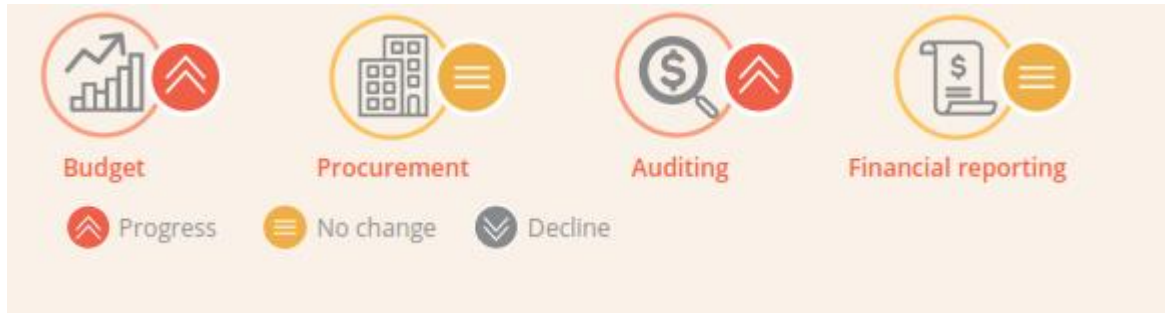 Budget
Procurement
Auditing
Financial reporting
Progress
No change
Decline